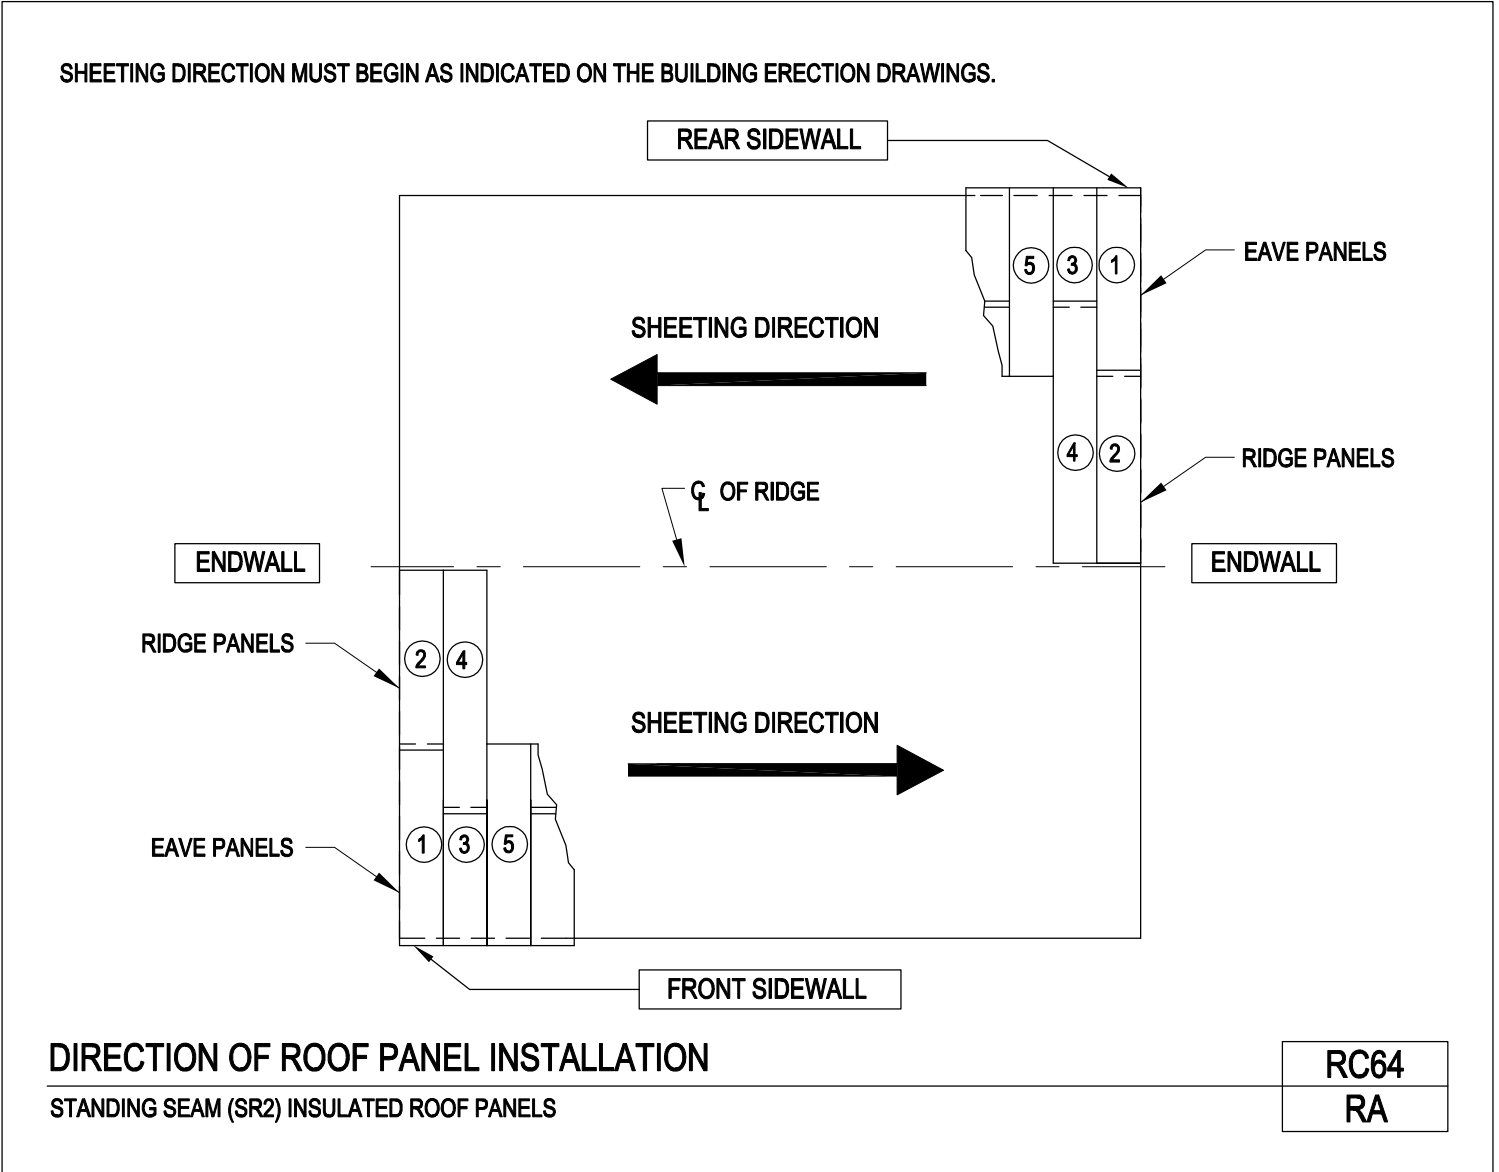 SHEETING DIRECTION MUST BEGIN AS INDICATED ON THE BUILDING ERECTION DRAWINGS.
REAR SIDEWALL
EAVE PANELS
5 3 1
SHEETING DIRECTION
4 2
RIDGE PANELS
CL OF RIDGE
ENDWALL
ENDWALL
RIDGE PANELS
2 4
SHEETING DIRECTION
EAVE PANELS
1 3 5
FRONT SIDEWALL
DIRECTION OF ROOF PANEL INSTALLATION
RC64
STANDING SEAM (SR2) INSULATED ROOF PANELS
RA